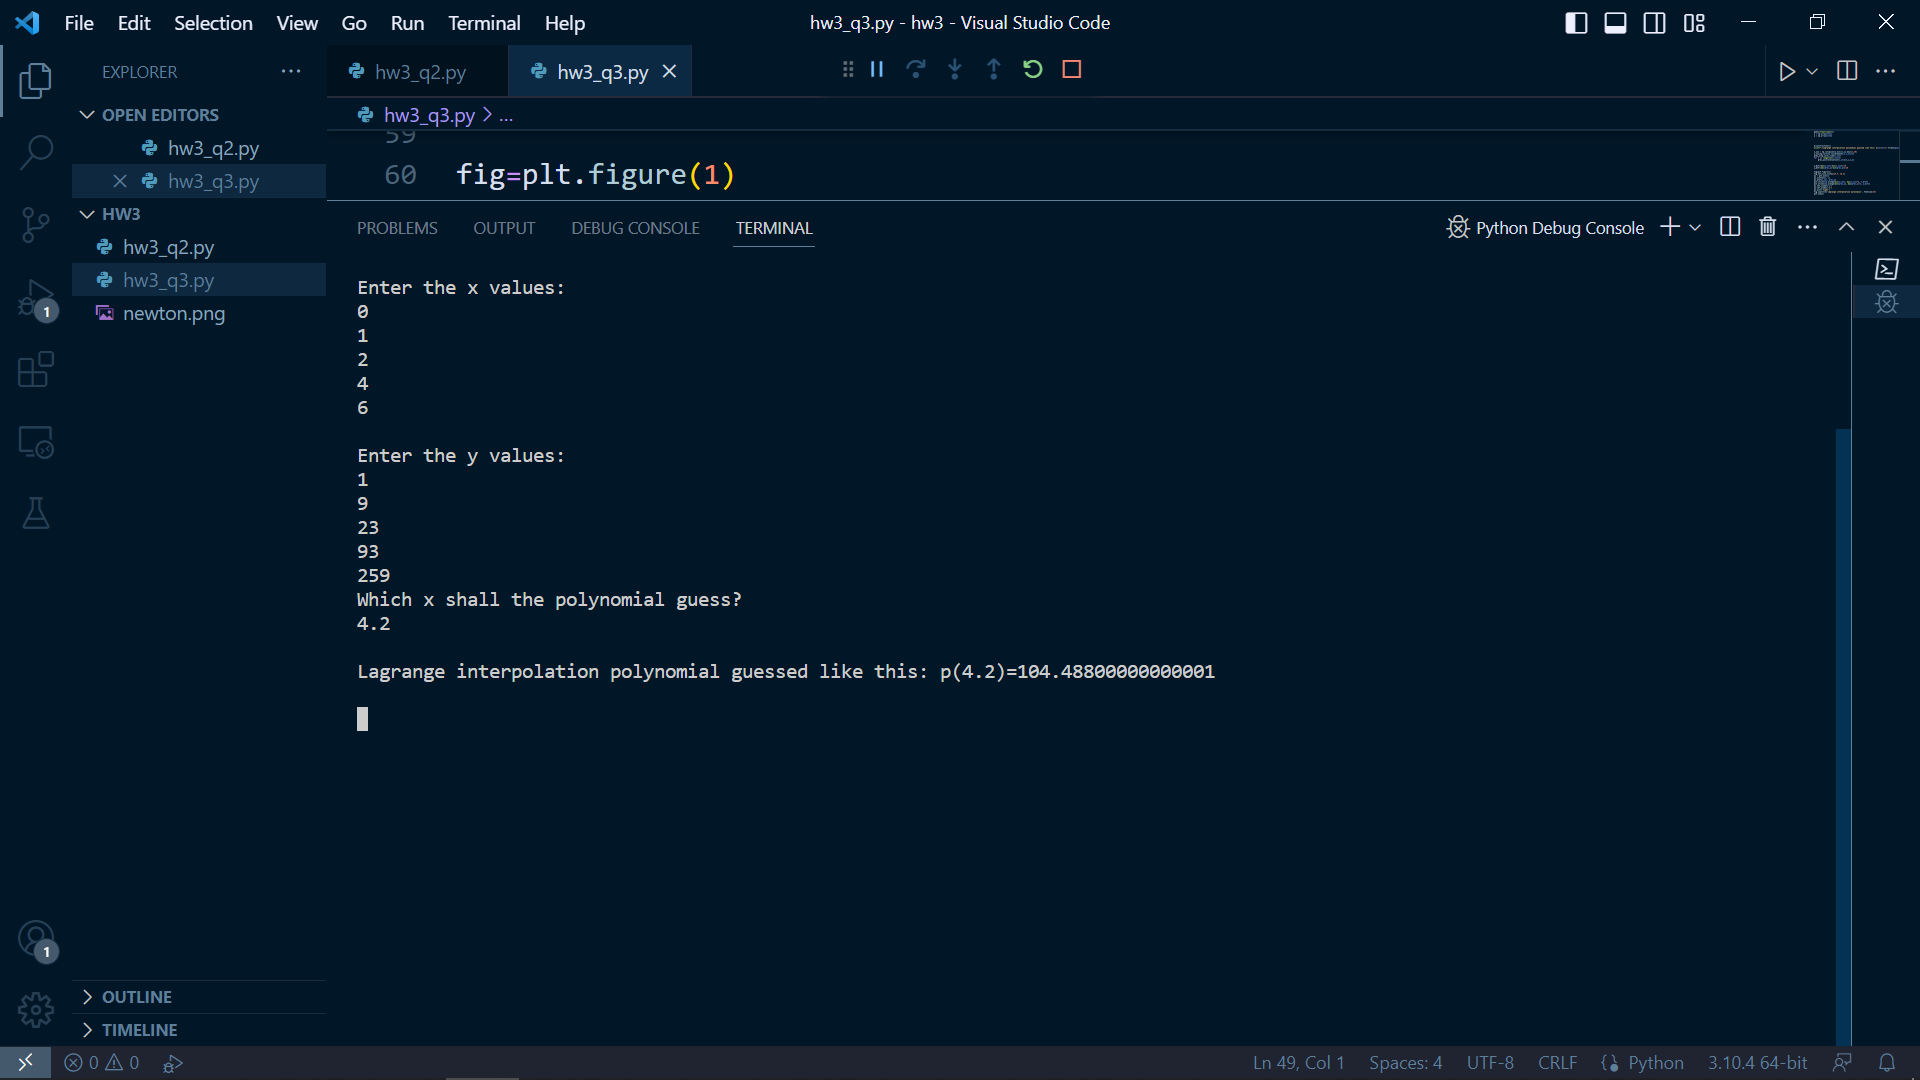 File Edit Selection View Go Run Terminal Help
hw3_q3.py - hw3 - Visual Studio Code
EXPLORER
hw3_q2.py
hw3_q3.py
OPEN EDITORS
hw3_q2.py
hw3_q3.py
HW3
hw3_q2.py
hw3_q3.py
newton.png
1
1
OUTLINE
TIMELINE
hw3_q3.py > ...
59
60 fig=plt.figure(1)
PROBLEMS OUTPUT DEBUG CONSOLE TERMINAL
Python Debug Console
Enter the x values:
0
1
2
4
6
Enter the y values:
1
9
23
93
259
Which x shall the polynomial guess?
4.2
Lagrange interpolation polynomial guessed like this: p(4.2)=104.48800000000001
0 0
Ln 49, Col 1 Spaces: 4 UTF-8 CRLF Python 3.10.4 64-bit